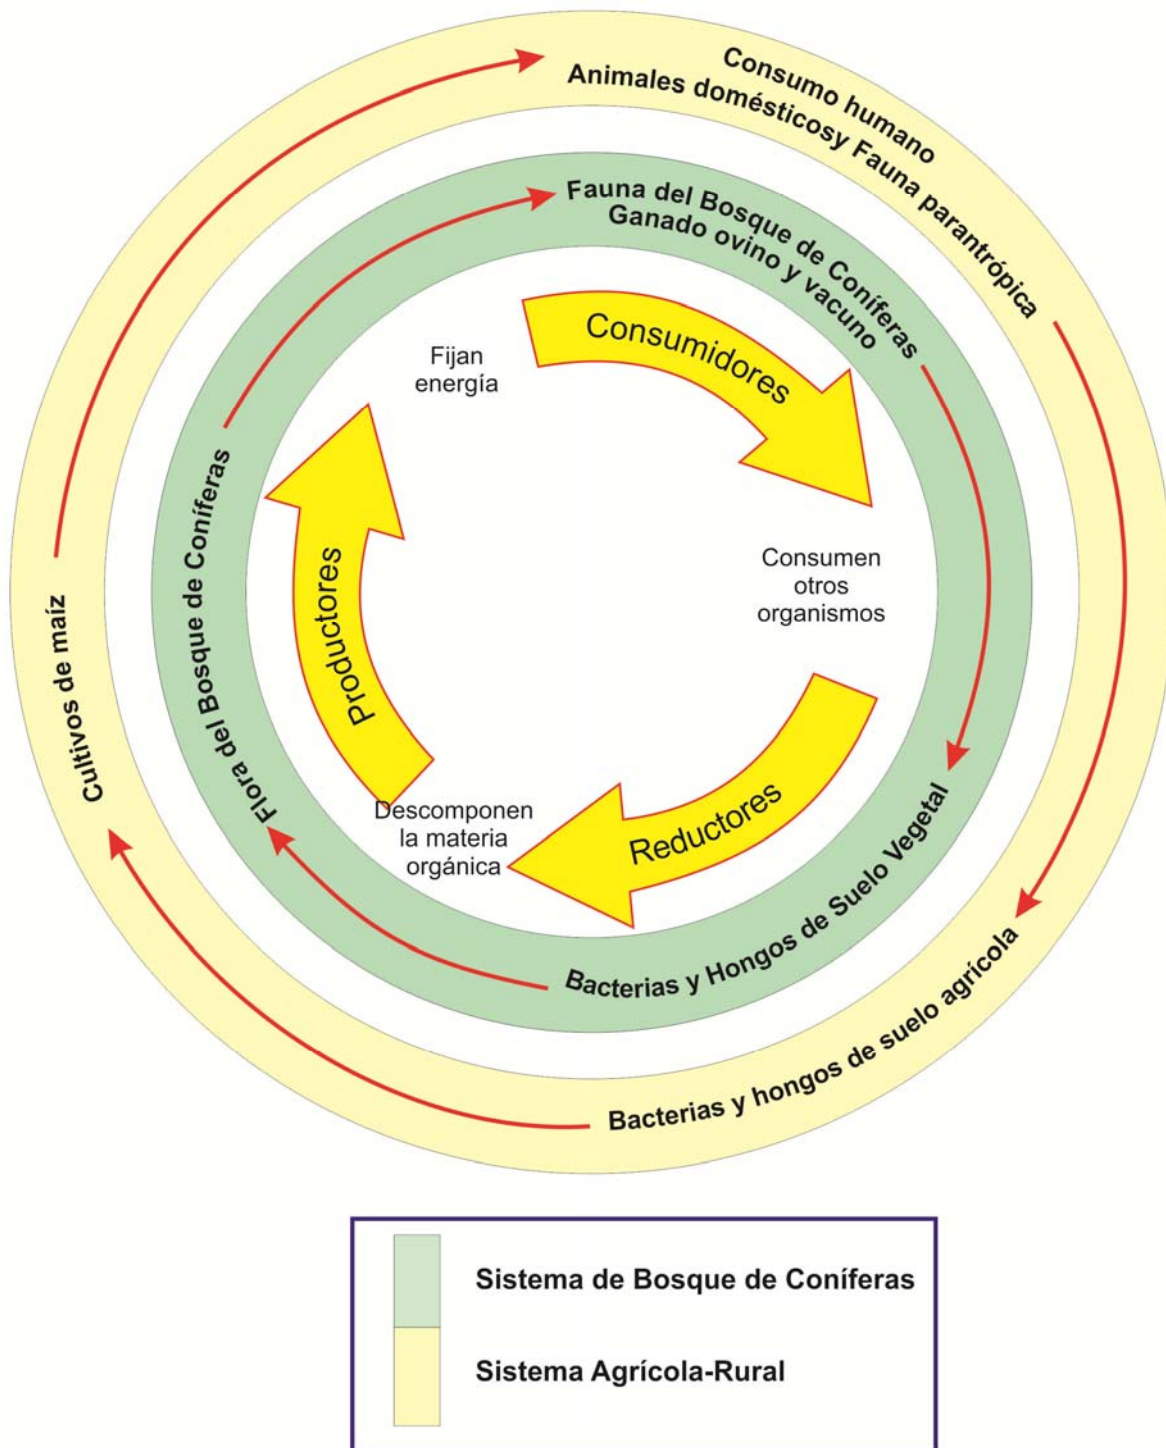 Consumo humano
Animales domésticosy Fauna parantrópica
Fauna del Bosque de Coníferas
Ganado ovino y vacuno
Consumidores
Fijan
energía
Flora del Bosque de Coníferas
Productores
Consumen
otros
organismos
Cultivos de maíz
Descomponen
la materia
orgánica
Reductores
Bacterias y Hongos de Suelo Vegetal
Bacterias y hongos de suelo agrícola
Sistema de Bosque de Coníferas
Sistema Agrícola-Rural